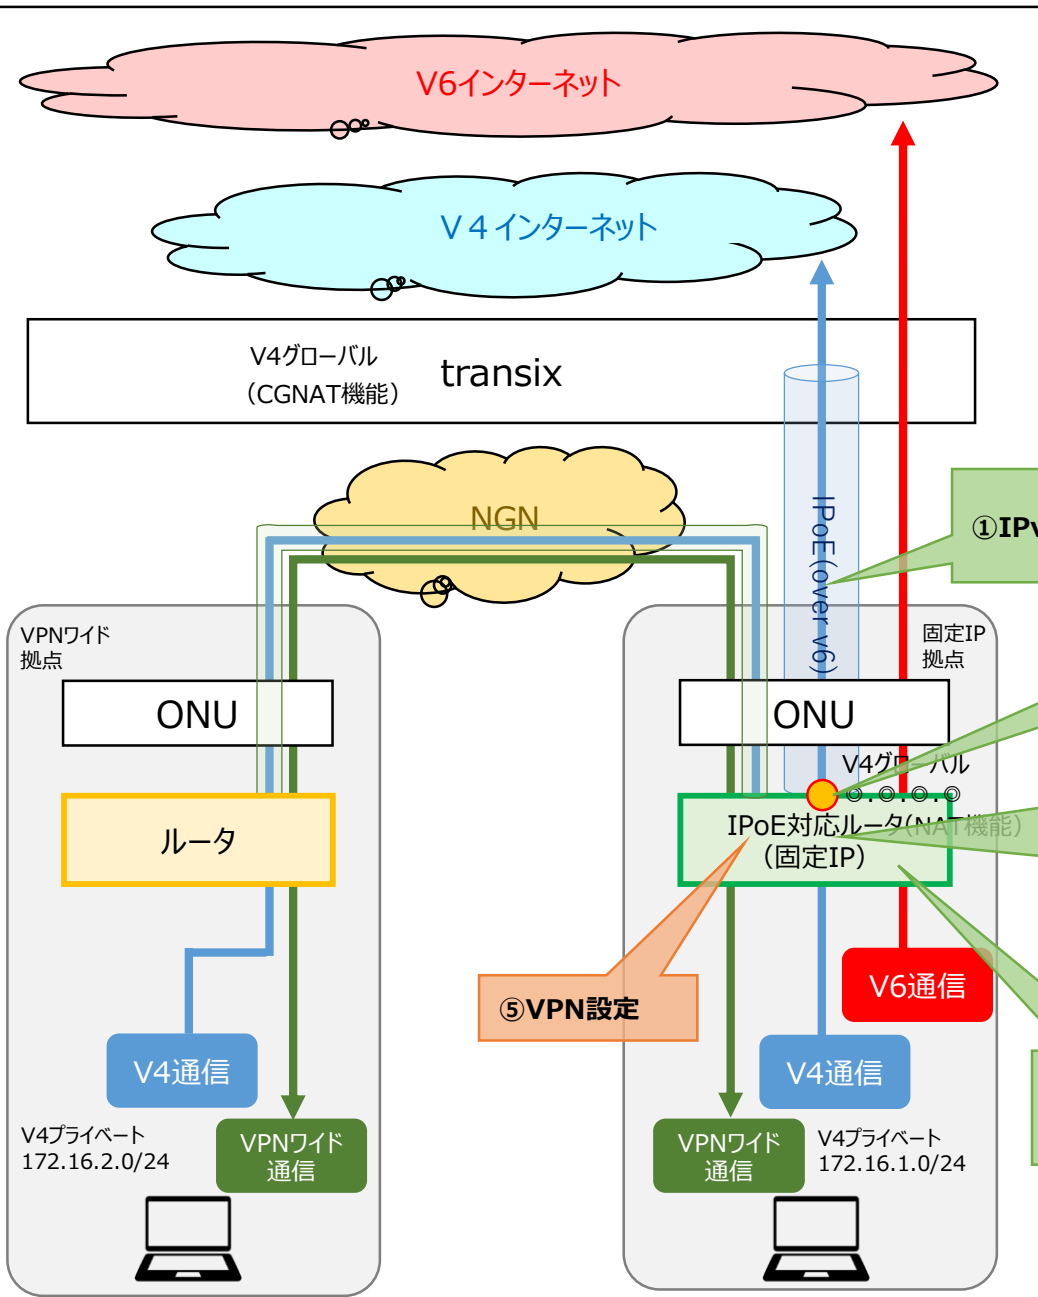 V6インターネット
V４インターネット
V4グローバル
（CGNAT機能）
transix
NGN
IPoE(over v6)
①IPv
VPNワイド
拠点
固定IP
拠点
ONU
ONU
V4グローバル
◎.◎.◎.◎
ルータ
IPoE対応ルータ(NAT機能)
（固定IP）
⑤VPN設定
V6通信
V4通信
V4通信
V4プライベート
172.16.2.0/24
VPNワイド
通信
VPNワイド
通信
V4プライベート
172.16.1.0/24